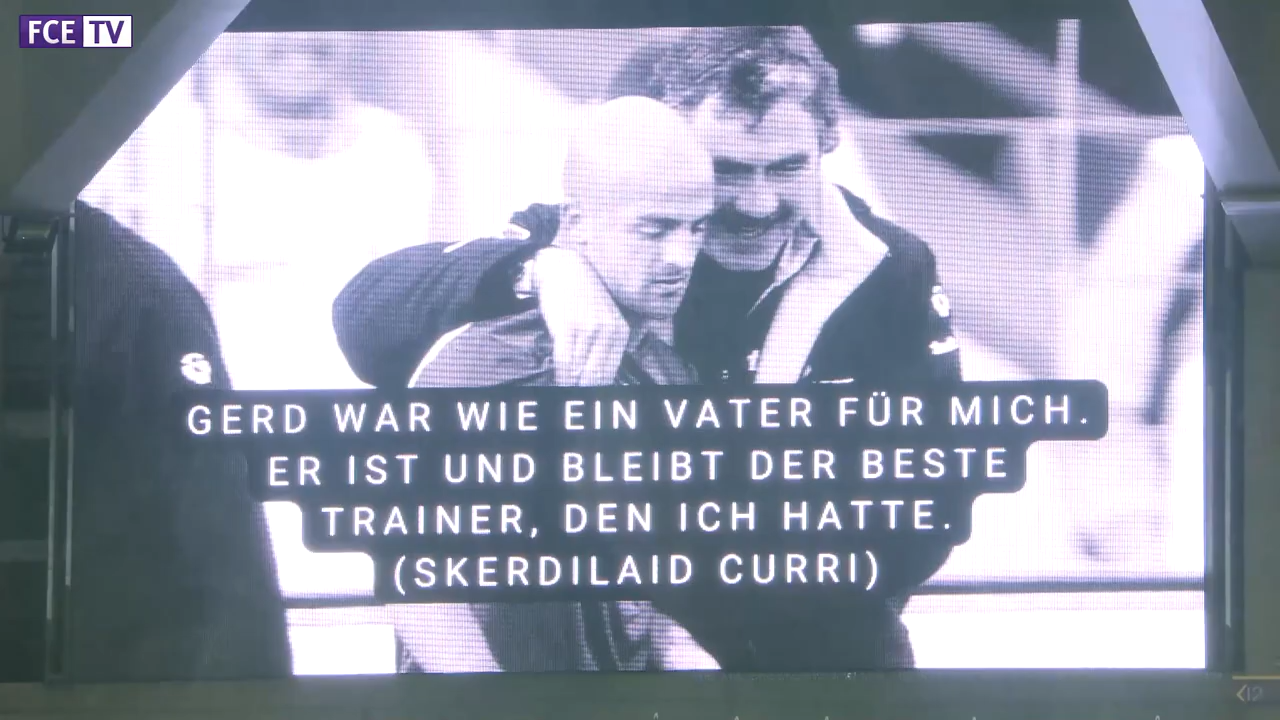 FCE TV
GERD WAR WIE EIN VATER FÜR MICH.
ER IST UND BLEIBT DER BESTE
TRAINER, DEN ICH HATTE.
(SKERDILAID CURRI)
12